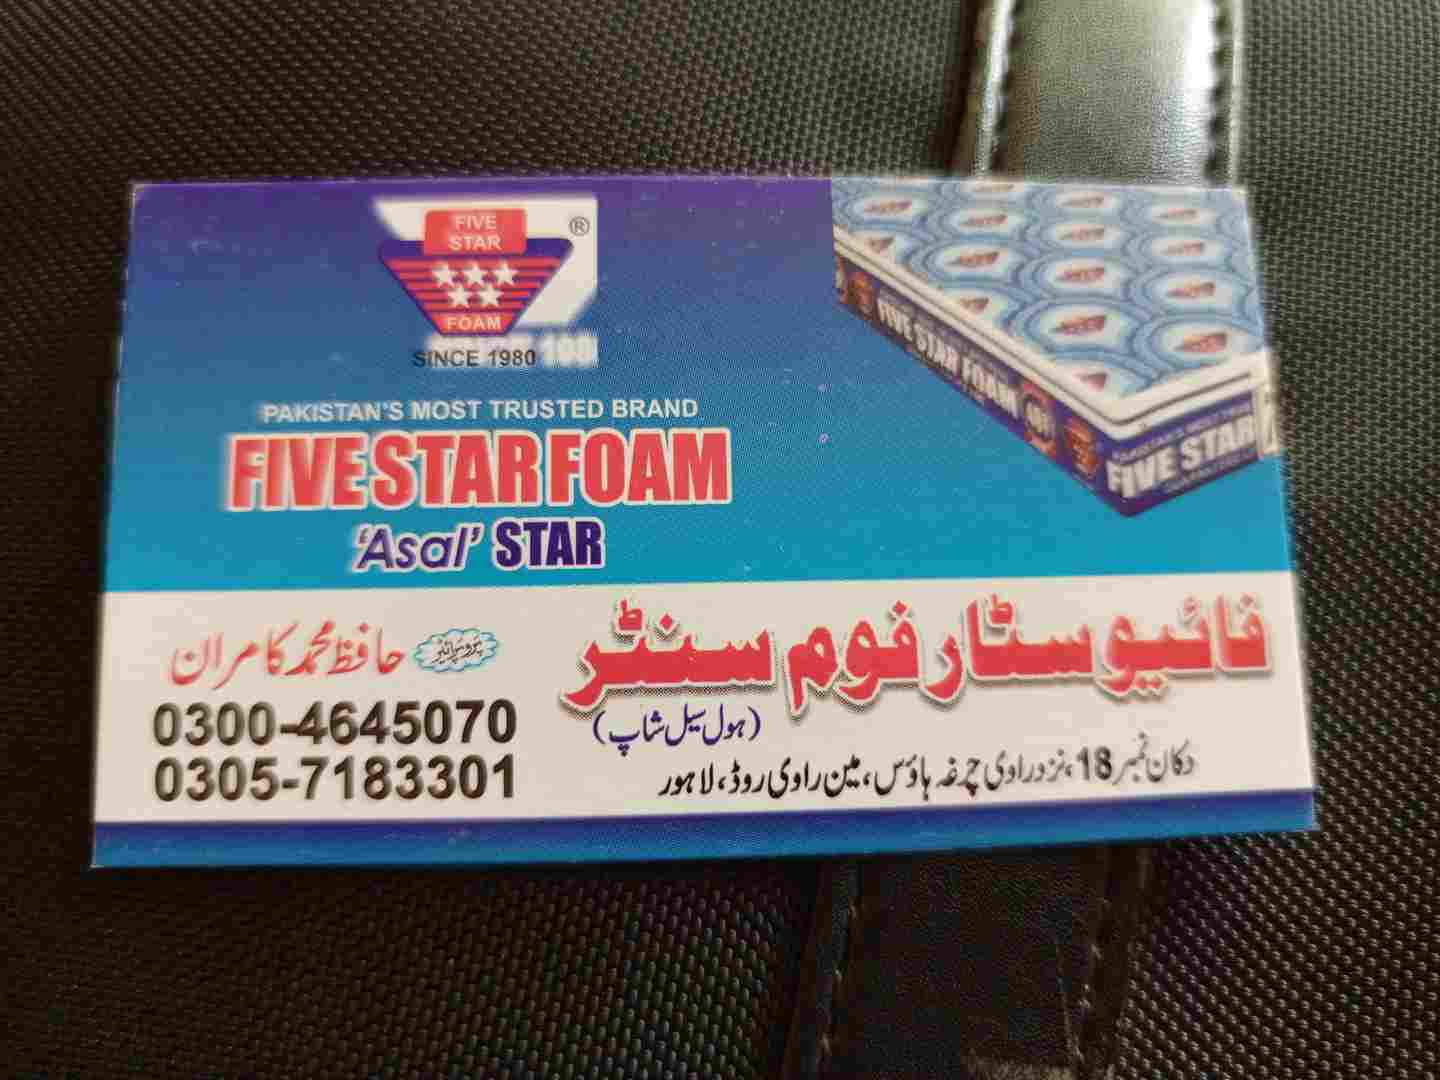 FIVE
STAR
®
FOAM
SINCE 1980
PAKISTAN'S MOST TRUSTED BRAND
FIVE STAR FOAM
'Asal' STAR
FIVE STAR FOAM
FIVE STAR
فائیو سٹار فوم سنٹر
(ہول سیل شاپ)
پروپرائیٹر
حافظ محمد کامران
0300-4645070
0305-7183301
دکان نمبر 18، نزد راوی چرغہ ہاؤس، مین راوی روڈ، لاہور